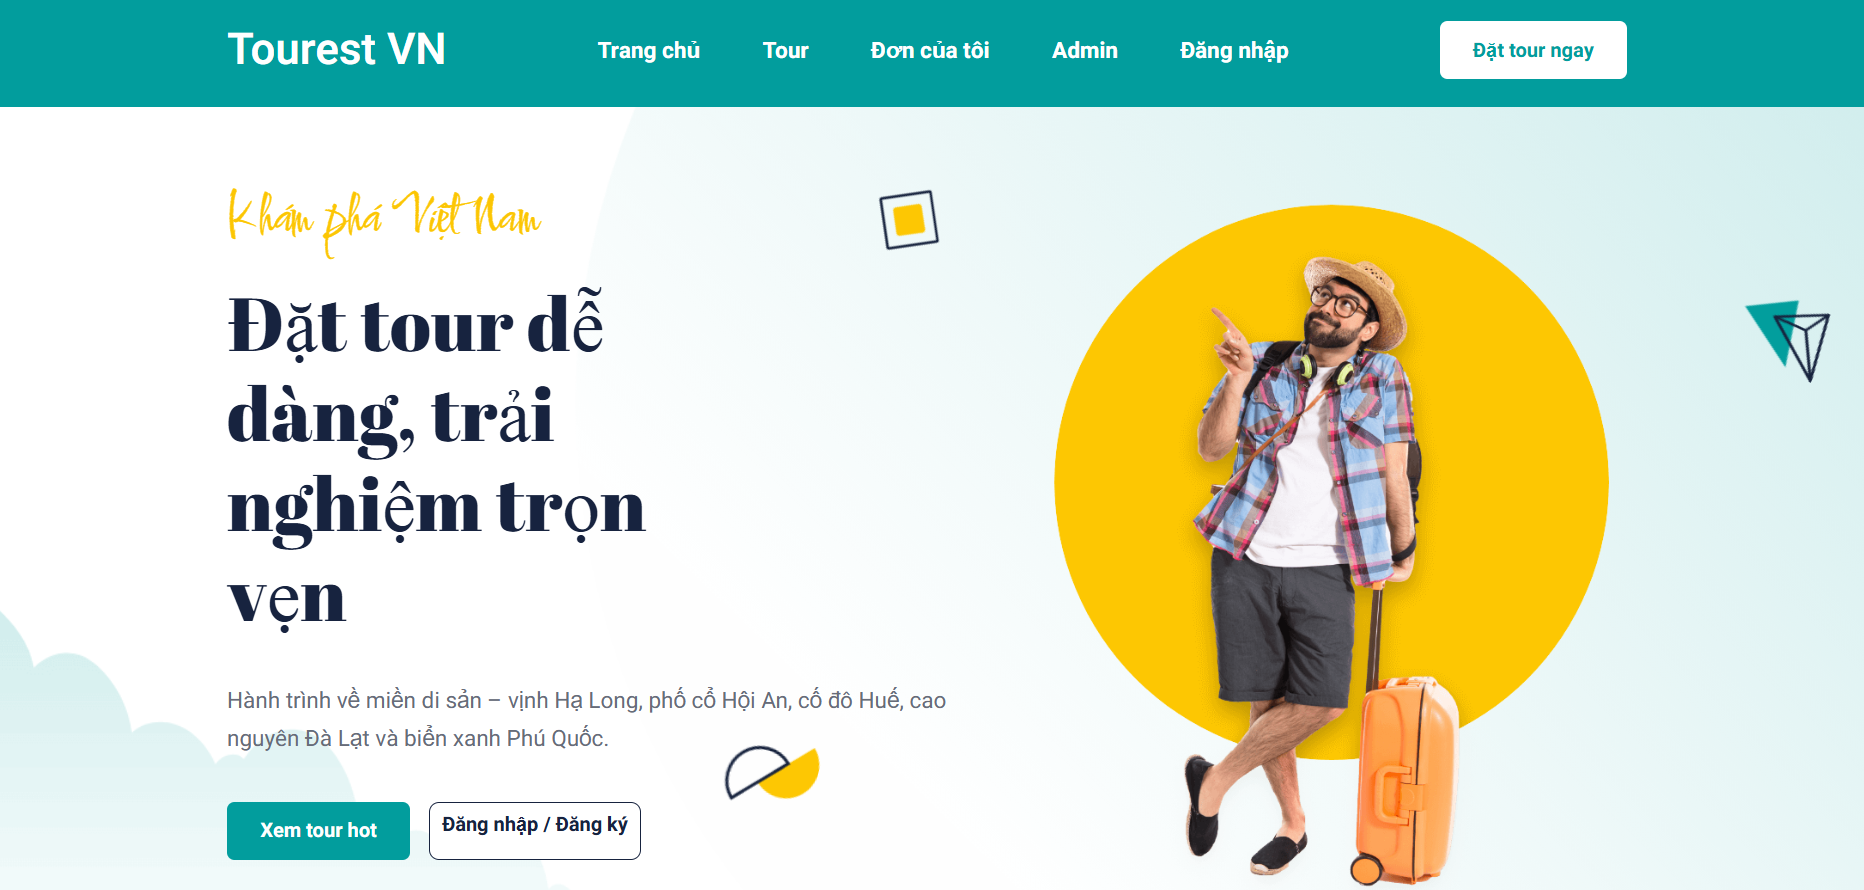 Tourest VN
Trang chủ
Tour
Đơn của tôi
Admin
Đăng nhập
Đặt tour ngay
Khám phá Việt Nam
Đặt tour dễ
dàng, trải
nghiệm trọn
vẹn
Hành trình về miền di sản – vịnh Hạ Long, phố cổ Hội An, cố đô Huế, cao
nguyên Đà Lạt và biển xanh Phú Quốc.
Xem tour hot
Đăng nhập / Đăng ký